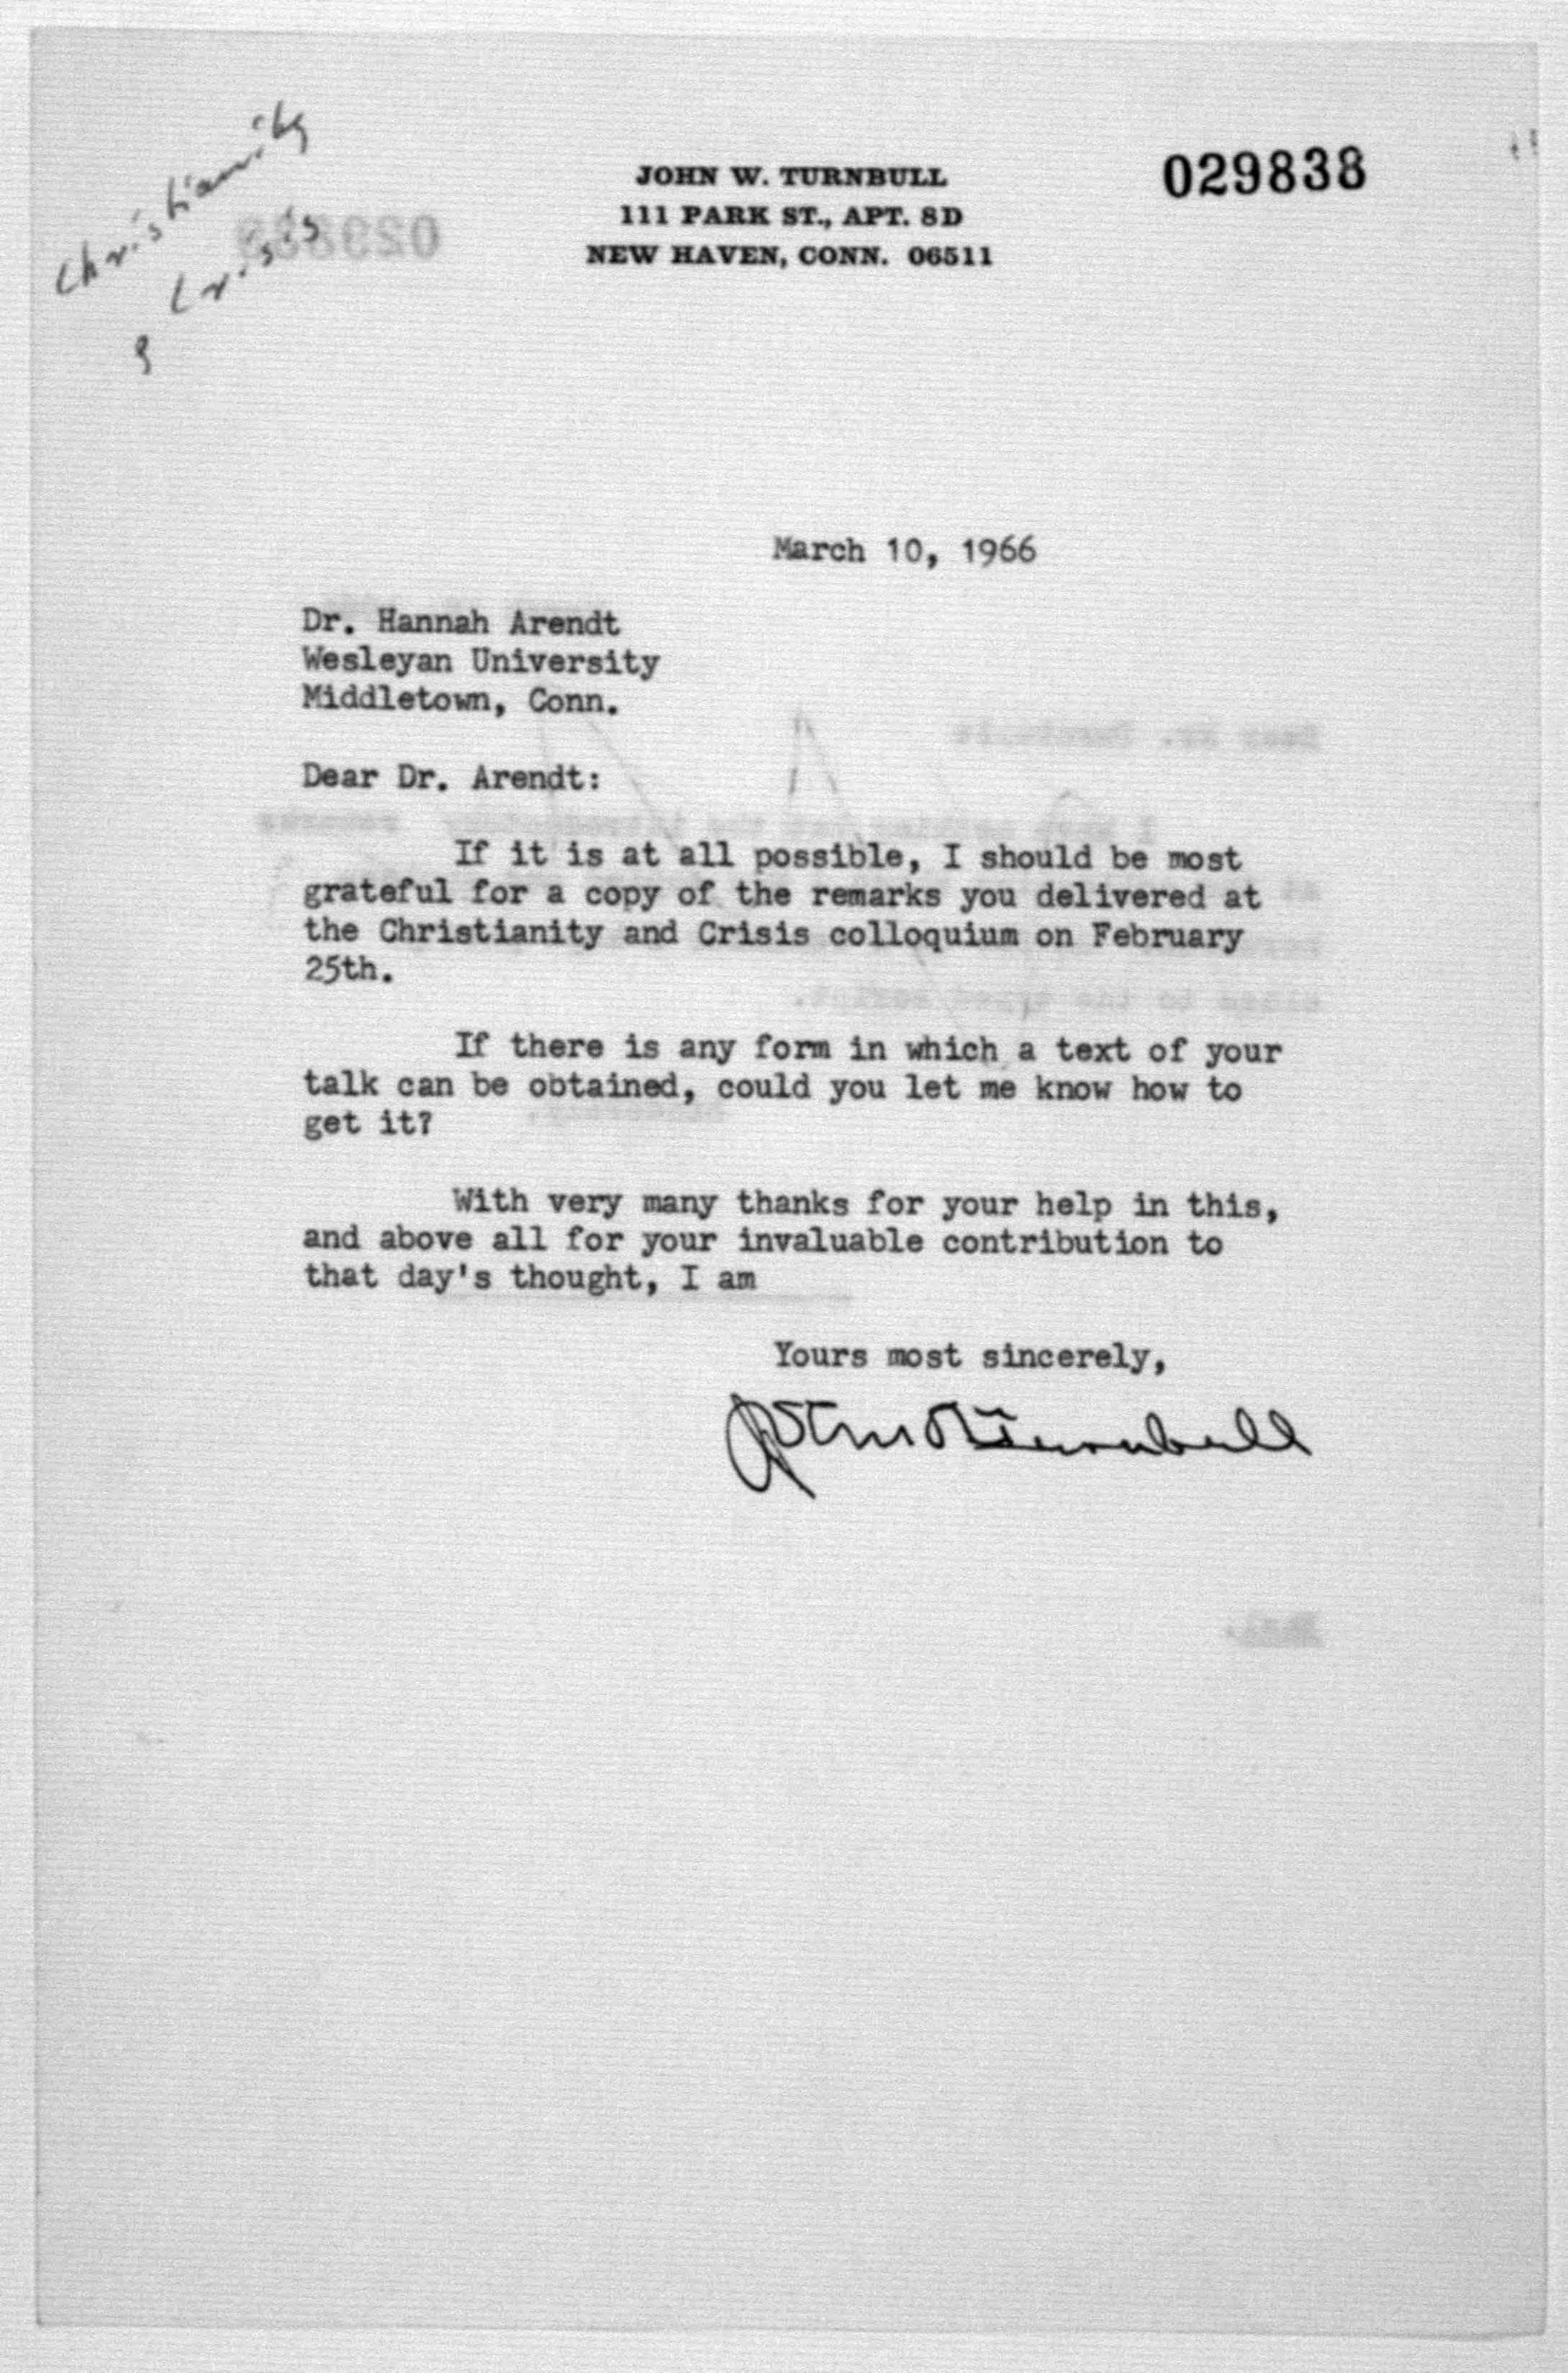 Christianity
Crisis
JOHN W. TURNBULL
111 PARK ST., APT. 8D
NEW HAVEN, CONN. 06511
029838
March 10, 1966
Dr. Hannah Arendt
Wesleyan University
Middletown, Conn.
Dear Dr. Arendt:
If it is at all possible, I should be most
grateful for a copy of the remarks you delivered at
the Christianity and Crisis colloquium on February
25th.
If there is any form in which a text of your
talk can be obtained, could you let me know how to
get it?
With very many thanks for your help in this,
and above all for your invaluable contribution to
that day's thought, I am
Yours most sincerely,
John W. Turnbull